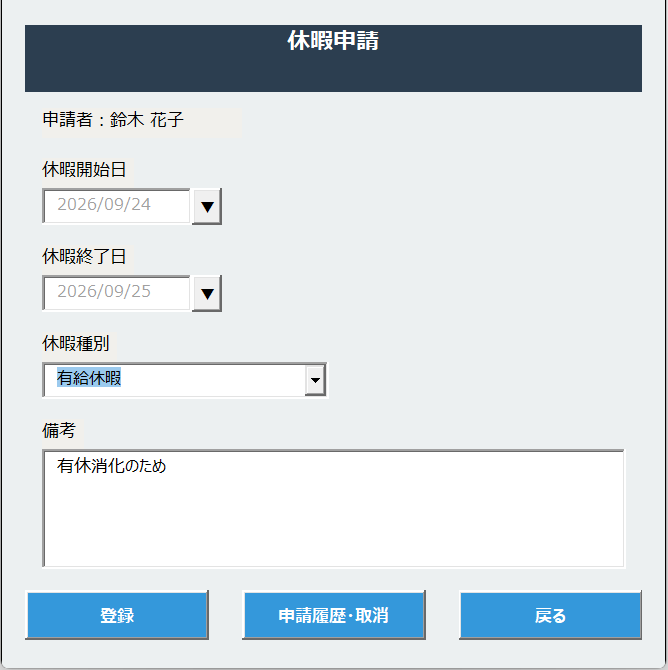 休暇申請
申請者：鈴木 花子
休暇開始日
2026/09/24 ▼
休暇終了日
2026/09/25 ▼
休暇種別
有給休暇
備考
有休消化のため
登録 申請履歴・取消 戻る